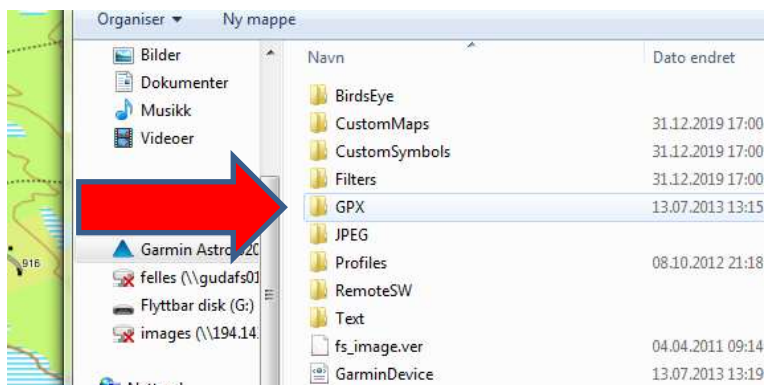 Organiser Ny mappe
Bilder
Dokumenter
Musikk
Videoer
Garmin Astro
felles (\\gudafs01
Flyttbar disk (G:)
images (\\194.14
Navn Dato endret
BirdsEye
CustomMaps 31.12.2019 17:00
CustomSymbols 31.12.2019 17:00
Filters 31.12.2019 17:00
GPX 13.07.2013 13:15
JPEG
Profiles 08.10.2012 21:18
RemoteSW
Text
fs_image.ver 04.04.2011 09:14
GarminDevice 13.07.2013 13:19
916